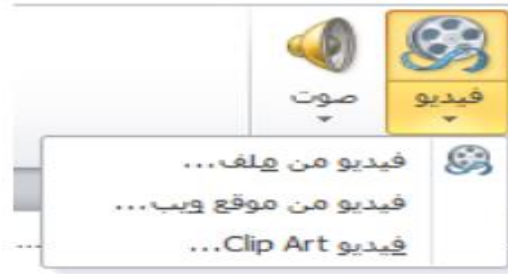 فيديو صوت
فيديو من ملف...
فيديو من موقع ويب...
فيديو Clip Art...
...